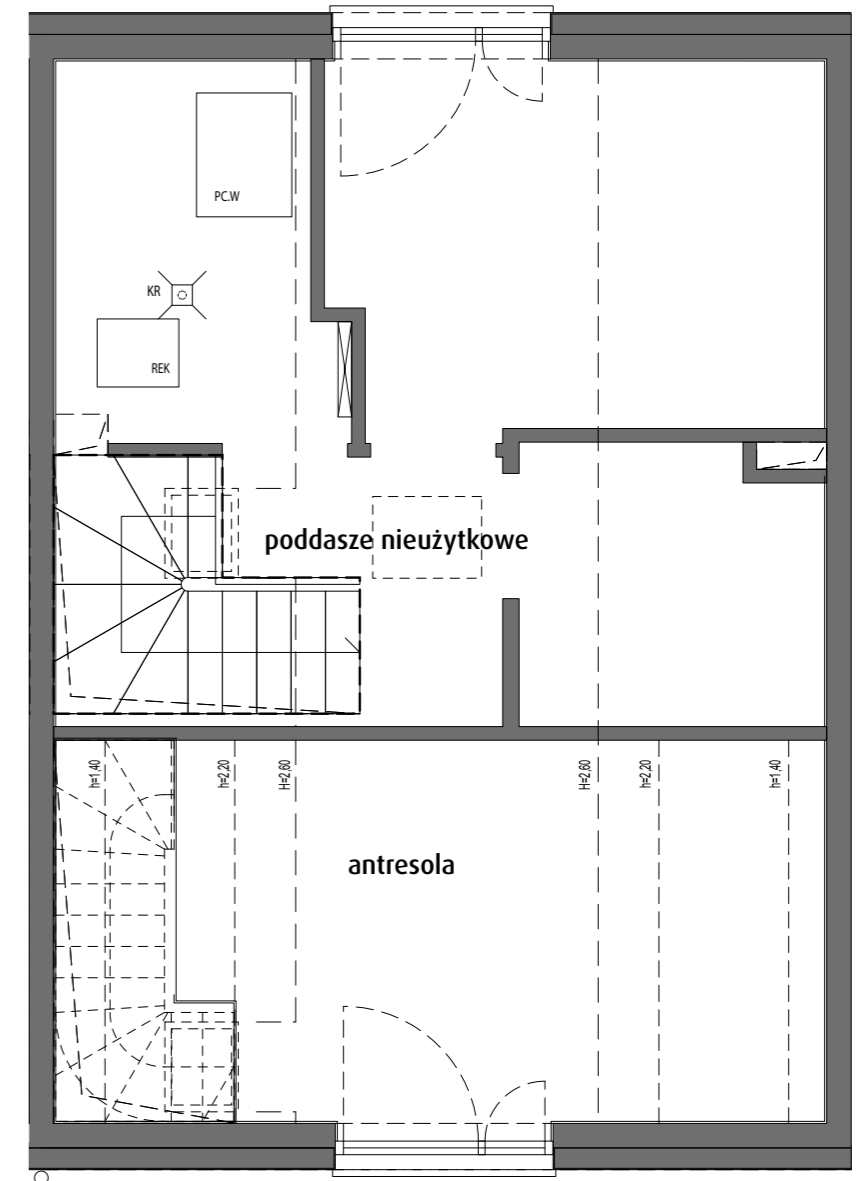 PC.W
KR
REK
poddasze nieużytkowe
h=1,40
h=2,20
H=2,60
H=2,60
h=2,20
h=1,40
antresola